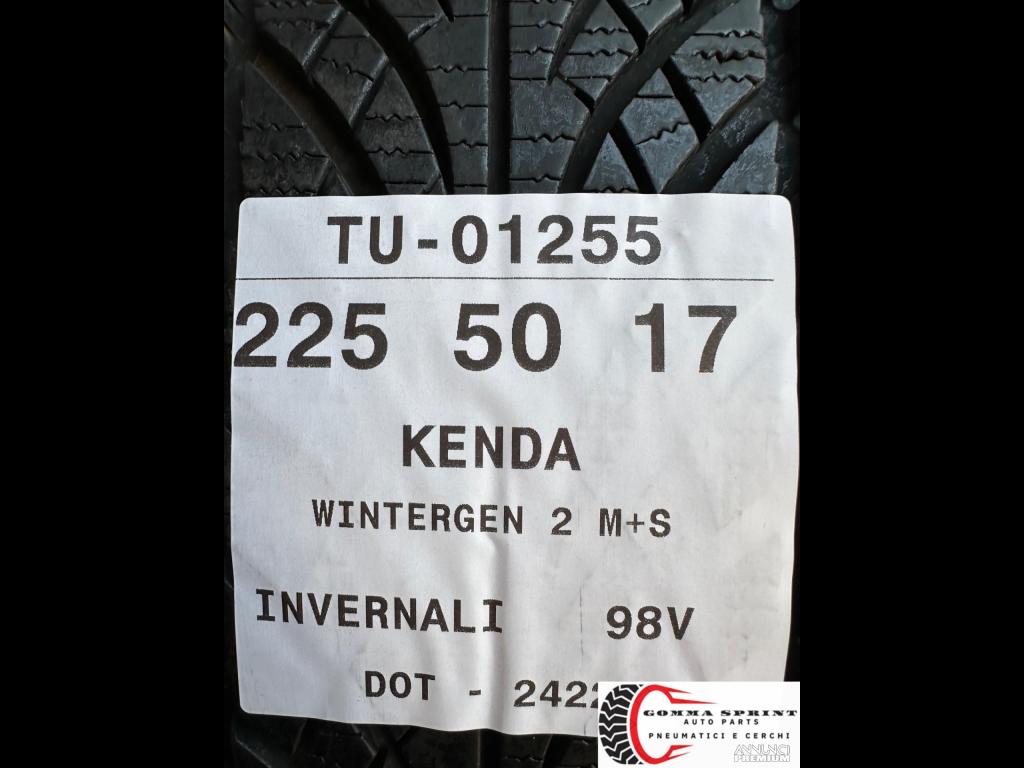 TU-01255
225 50 17
KENDA
WINTERGEN 2 M+S
INVERNALI 98V
DOT - 2422
GOMMA SPRINT
AUTO PARTS
PNEUMATICI E CERCHI
ANNUNCI
PREMIUM